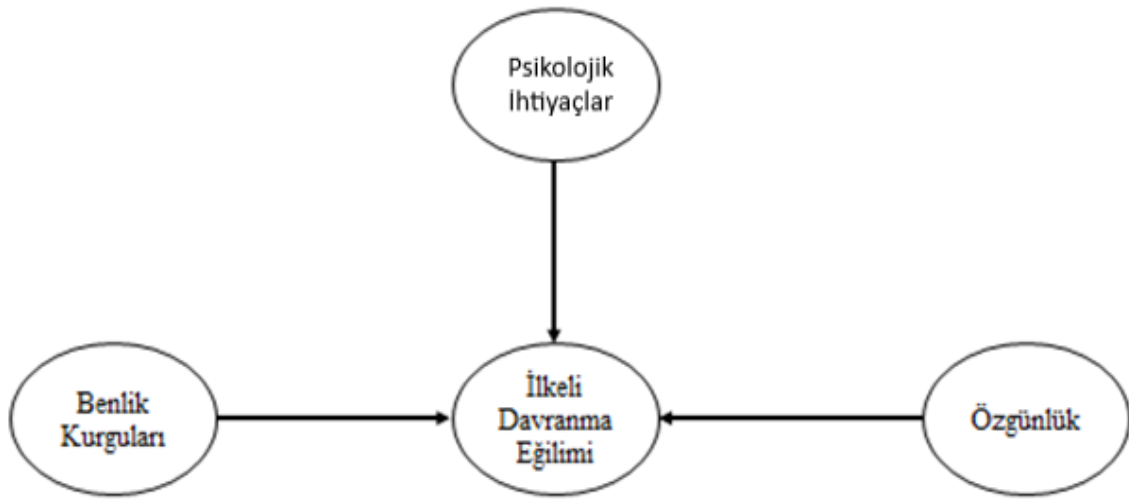 Psikolojik
İhtiyaçlar
Benlik
Kurguları
İlkeli
Davranma
Eğilimi
Özgünlük